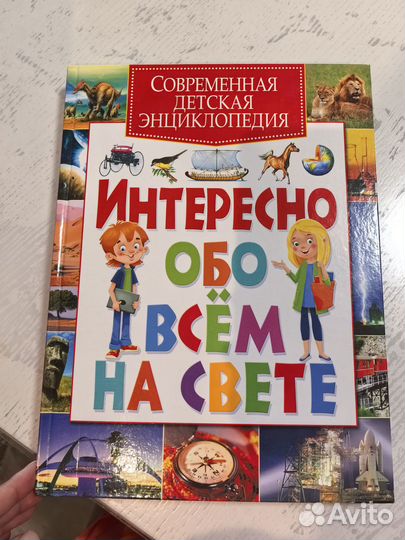 СОВРЕМЕННАЯ
ДЕТСКАЯ
ЭНЦИКЛОПЕДИЯ
ИНТЕРЕСНО
ОБО
ВСЁМ
НА СВЕТЕ
Avito